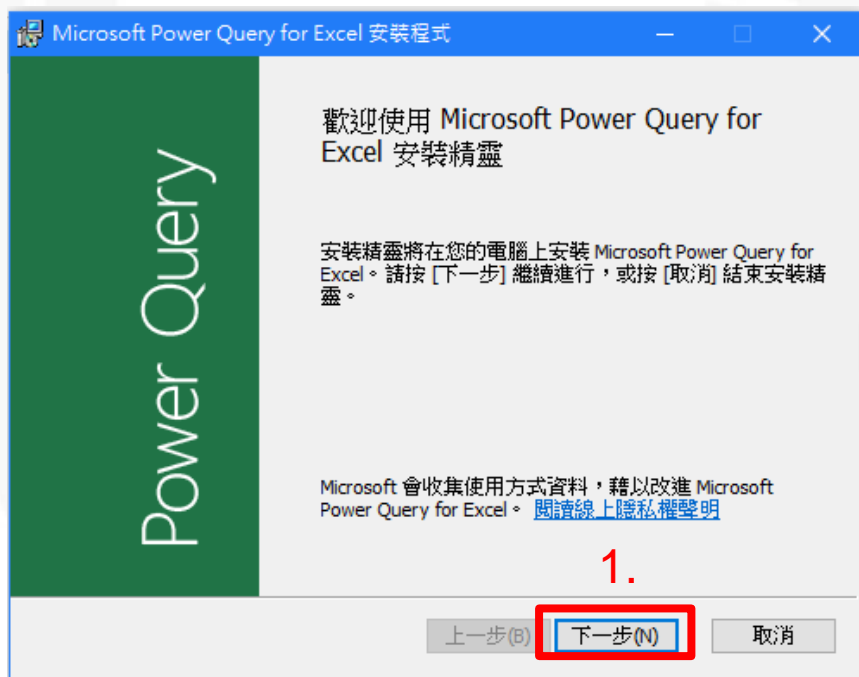 Microsoft Power Query for Excel 安裝程式
Power Query
歡迎使用 Microsoft Power Query for
Excel 安裝精靈
安裝精靈將在您的電腦上安裝 Microsoft Power Query for
Excel。請按 [下一步] 繼續進行，或按 [取消] 結束安裝精
靈。
Microsoft 會收集使用方式資料，藉以改進 Microsoft
Power Query for Excel。 閱讀線上隱私權聲明
1.
上一步(B) 下一步(N) 取消